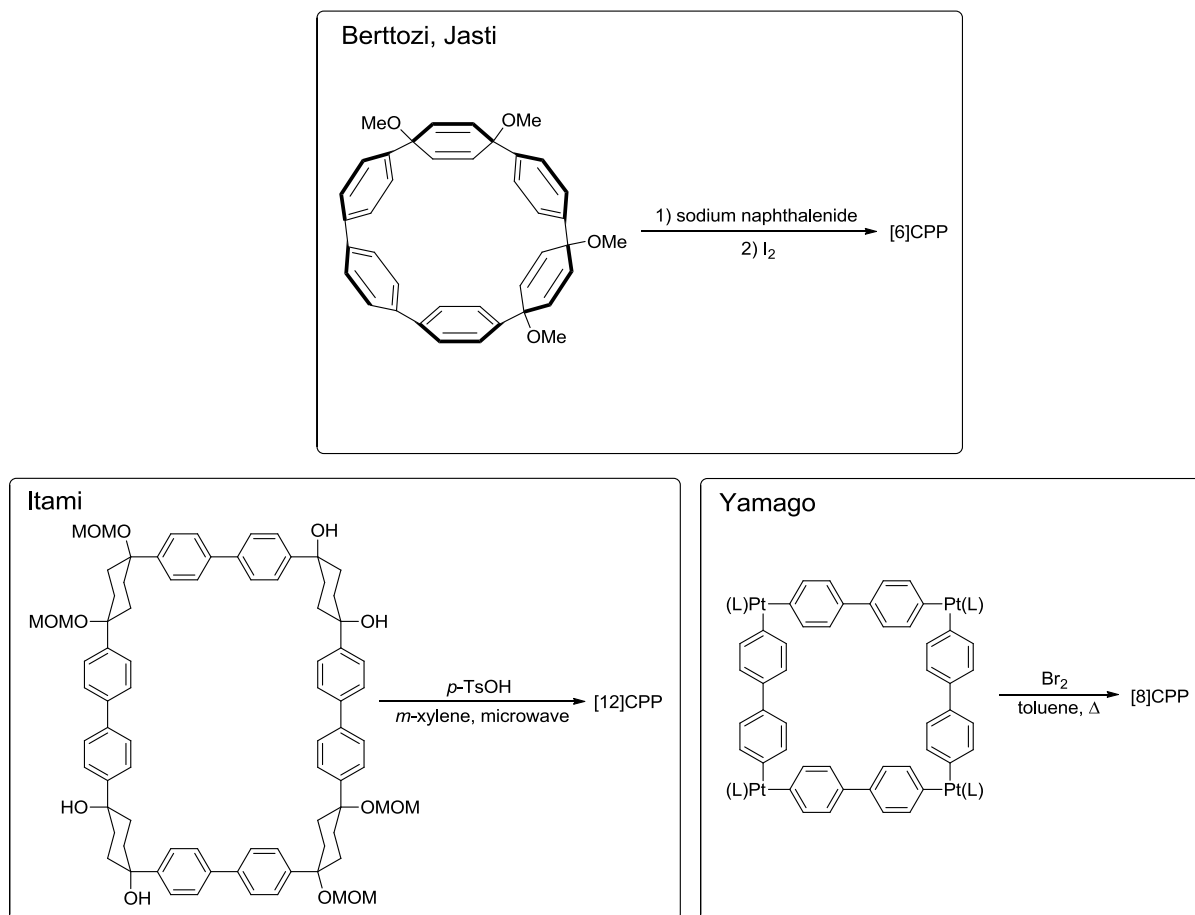 Berttozi, Jasti
MeO
OMe
1) sodium naphthalenide
2) I₂
[6]CPP
OMe
OMe
Itami
MOMO
OH
MOMO
OH
p-TsOH
m-xylene, microwave
[12]CPP
HO
OMOM
OH
OMOM
Yamago
(L)Pt
Pt(L)
Br₂
toluene, Δ
[8]CPP
(L)Pt
Pt(L)